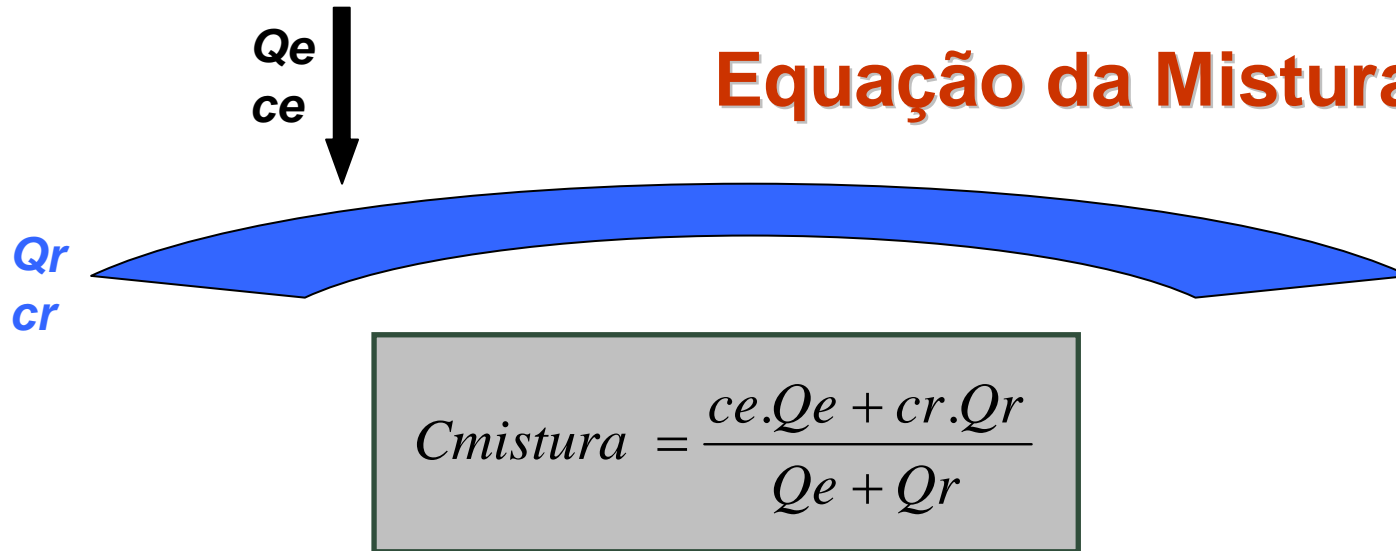 Qe
ce
Equação da Mistura
Qr
cr
Cmistura = ce.Qe + cr.Qr
Qe + Qr